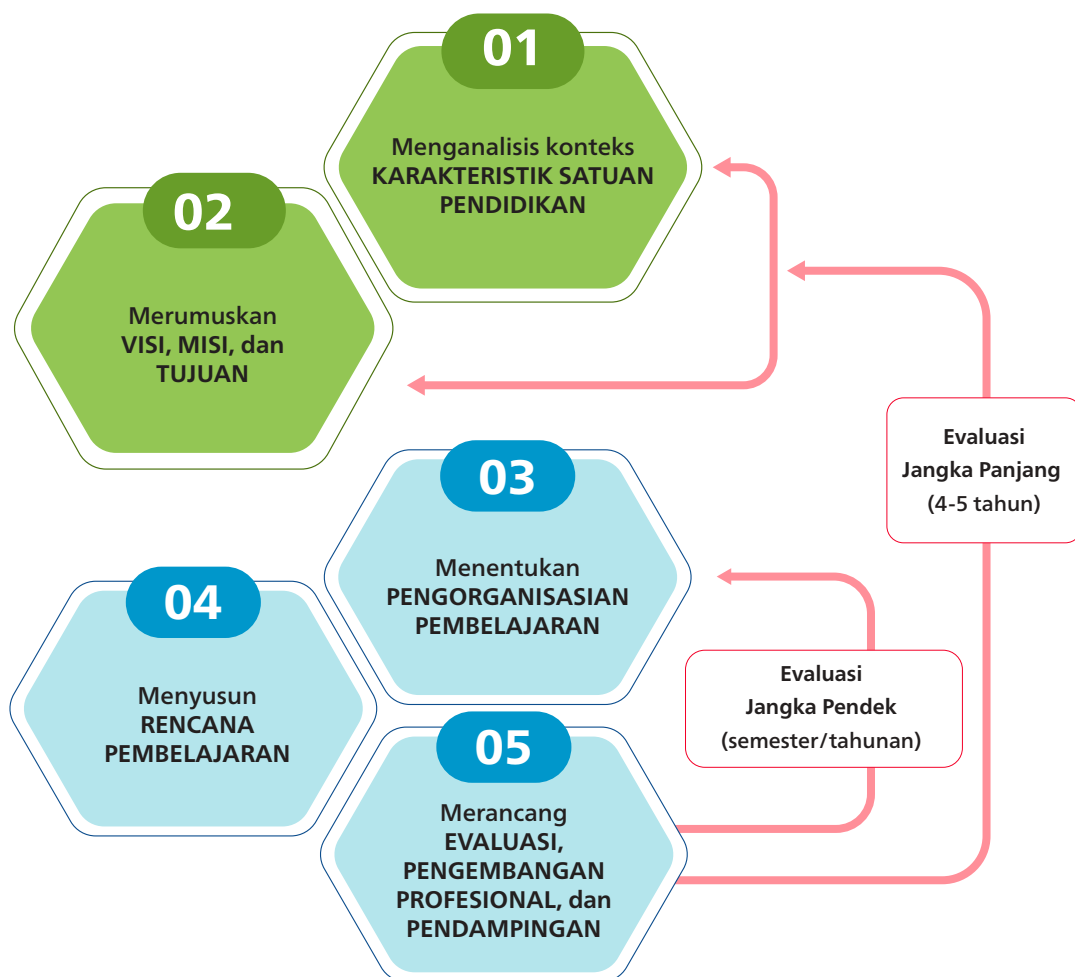 01
Menganalisis konteks
KARAKTERISTIK SATUAN
PENDIDIKAN
02
Merumuskan
VISI, MISI, dan
TUJUAN
03
Menentukan
PENGORGANISASIAN
PEMBELAJARAN
04
Menyusun
RENCANA
PEMBELAJARAN
05
Merancang
EVALUASI,
PENGEMBANGAN
PROFESIONAL, dan
PENDAMPINGAN
Evaluasi
Jangka Pendek
(semester/tahunan)
Evaluasi
Jangka Panjang
(4-5 tahun)